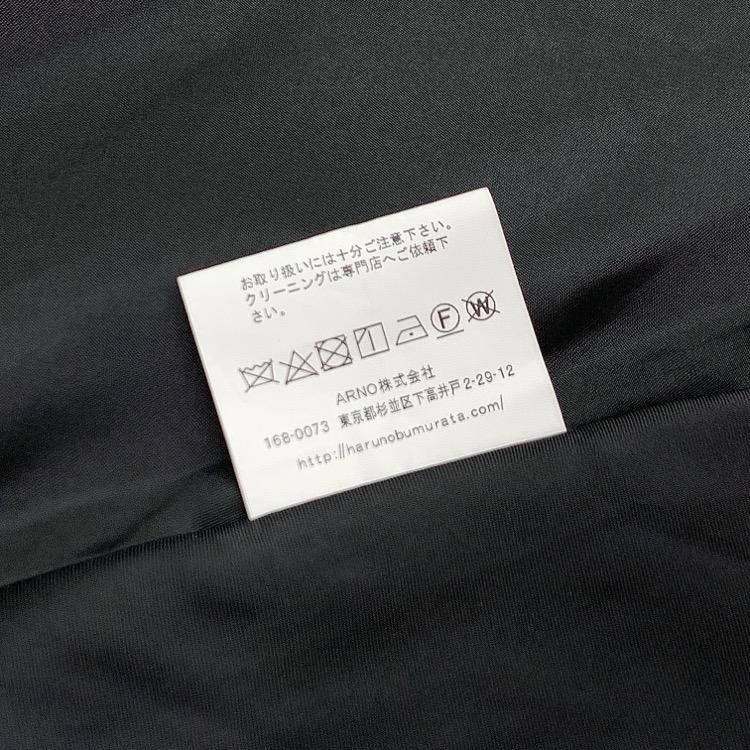 お取り扱いには十分ご注意下さい。
クリーニングは専門店へご依頼下
さい。
F W
ARNO株式会社
168-0073 東京都杉並区下高井戸2-29-12
http://harunobumurata.com/